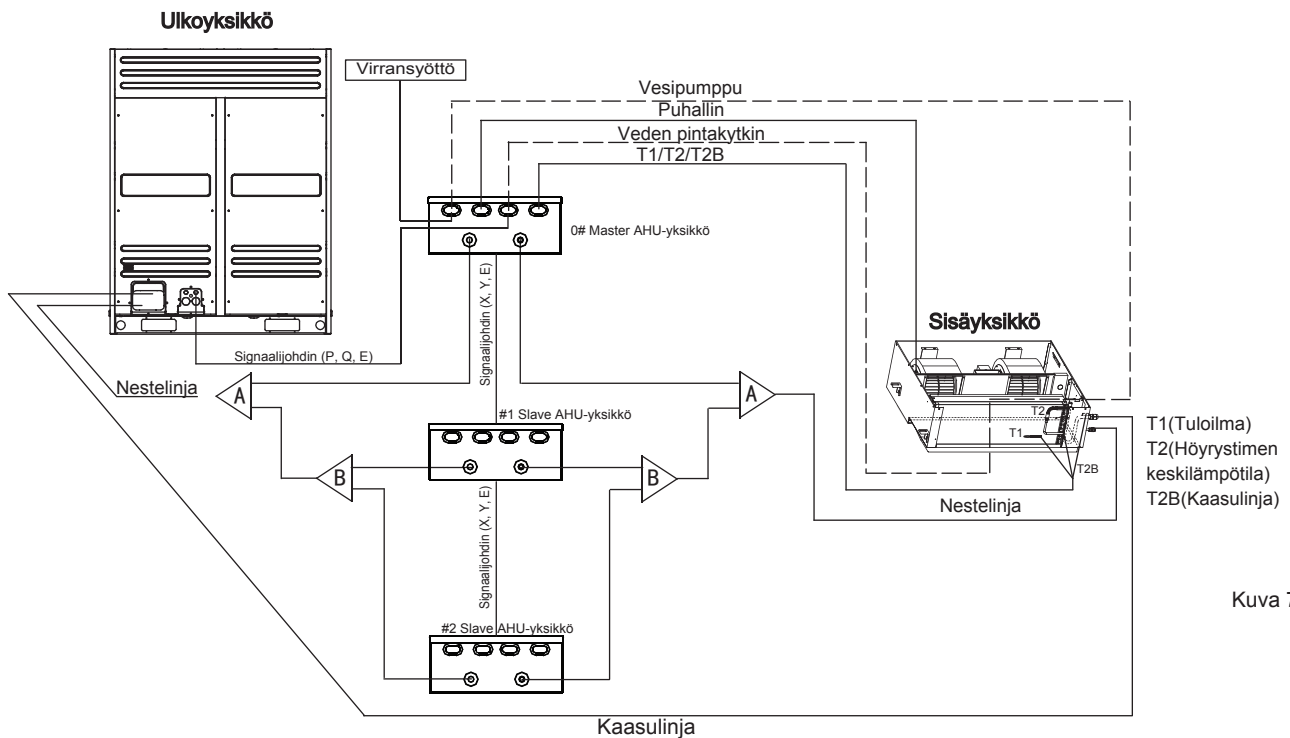 Ulkoyksikkö
Virransyöttö
Vesipumppu
Puhallin
Veden pintakytkin
T1/T2/T2B
0# Master AHU-yksikkö
Signaalijohdin (X, Y, E)
Signaalijohdin (P, Q, E)
Sisäyksikkö
Nestelinja
A
A
#1 Slave AHU-yksikkö
T2
T1
T2B
T1(Tuloilma)
T2(Höyrystimen
keskilämpötila)
T2B(Kaasulinja)
B
B
Nestelinja
Signaalijohdin (X, Y, E)
Kuva 7
#2 Slave AHU-yksikkö
Kaasulinja